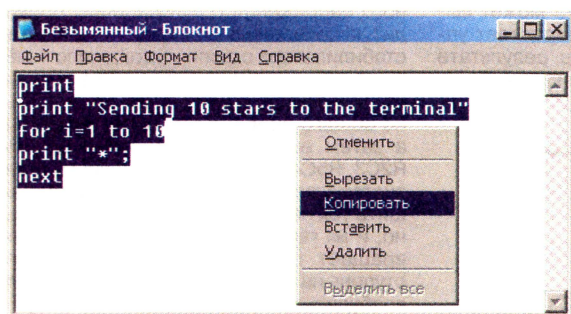 Безымянный - Блокнот
Файл Правка Формат Вид Справка
print
print "Sending 10 stars to the terminal"
for i=1 to 10
print "*";
next
Отменить
Вырезать
Копировать
Вставить
Удалить
Выделить все